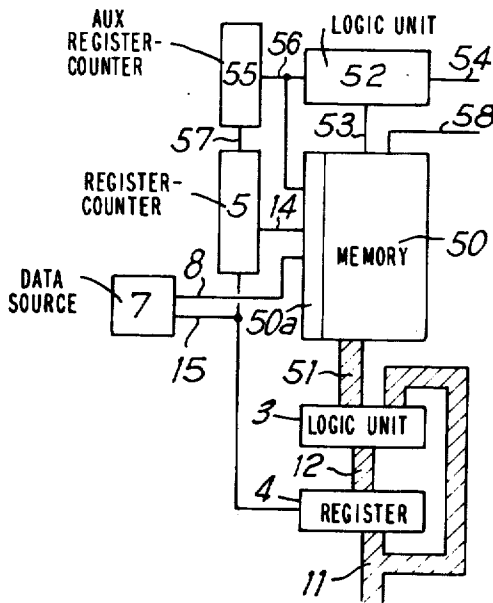 AUX
REGISTER-
COUNTER
LOGIC UNIT
55
56
52
54
57
53
58
REGISTER-
COUNTER
5
14
MEMORY
50
DATA
SOURCE
7
8
15
50a
51
3
LOGIC UNIT
12
4
REGISTER
11